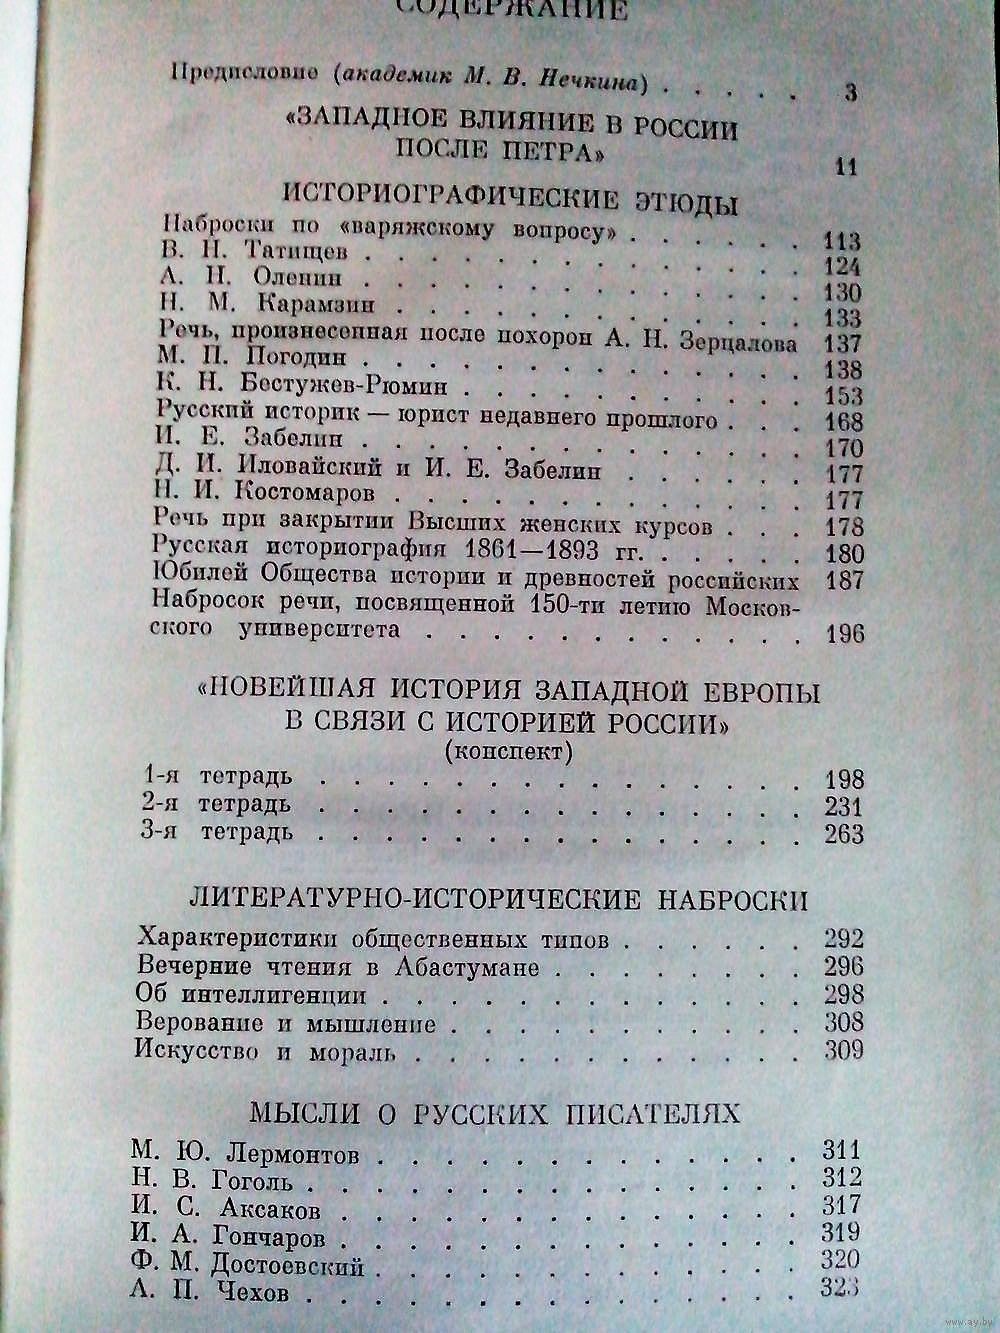 СОДЕРЖАНИЕ
Предисловие (академик М. В. Нечкина) . . . . . 3
«ЗАПАДНОЕ ВЛИЯНИЕ В РОССИИ
ПОСЛЕ ПЕТРА» 11
ИСТОРИОГРАФИЧЕСКИЕ ЭТЮДЫ
Наброски по «варяжскому вопросу» . . . . . . 113
В. Н. Татищев . . . . . . . . . . . . . 124
А. Н. Оленин . . . . . . . . . . . . . 130
Н. М. Карамзин . . . . . . . . . . . . 133
Речь, произнесенная после похорон А. Н. Зерцалова 137
М. П. Погодин . . . . . . . . . . . . . 138
К. Н. Бестужев-Рюмин . . . . . . . . . . 153
Русский историк — юрист недавнего прошлого . . . 168
И. Е. Забелин . . . . . . . . . . . . . 170
Д. И. Иловайский и И. Е. Забелин . . . . . . 177
Н. И. Костомаров . . . . . . . . . . . . 177
Речь при закрытии Высших женских курсов . . . 178
Русская историография 1861—1893 гг. . . . . . 180
Юбилей Общества истории и древностей российских 187
Набросок речи, посвященной 150-ти летию Москов-
ского университета . . . . . . . . . . . . 196
«НОВЕЙШАЯ ИСТОРИЯ ЗАПАДНОЙ ЕВРОПЫ
В СВЯЗИ С ИСТОРИЕЙ РОССИИ»
(конспект)
1-я тетрадь . . . . . . . . . . . . . . . 198
2-я тетрадь . . . . . . . . . . . . . . . 231
3-я тетрадь . . . . . . . . . . . . . . . 263
ЛИТЕРАТУРНО-ИСТОРИЧЕСКИЕ НАБРОСКИ
Характеристики общественных типов . . . . . . 292
Вечерние чтения в Абастумане . . . . . . . . 296
Об интеллигенции . . . . . . . . . . . . . 298
Верование и мышление . . . . . . . . . . . 308
Искусство и мораль . . . . . . . . . . . . 309
МЫСЛИ О РУССКИХ ПИСАТЕЛЯХ
М. Ю. Лермонтов . . . . . . . . . . . . . 311
Н. В. Гоголь . . . . . . . . . . . . . . . 312
И. С. Аксаков . . . . . . . . . . . . . . 317
И. А. Гончаров . . . . . . . . . . . . . . 319
Ф. М. Достоевский . . . . . . . . . . . . . 320
А. П. Чехов . . . . . . . . . . . . . . . 323
www.ay.by